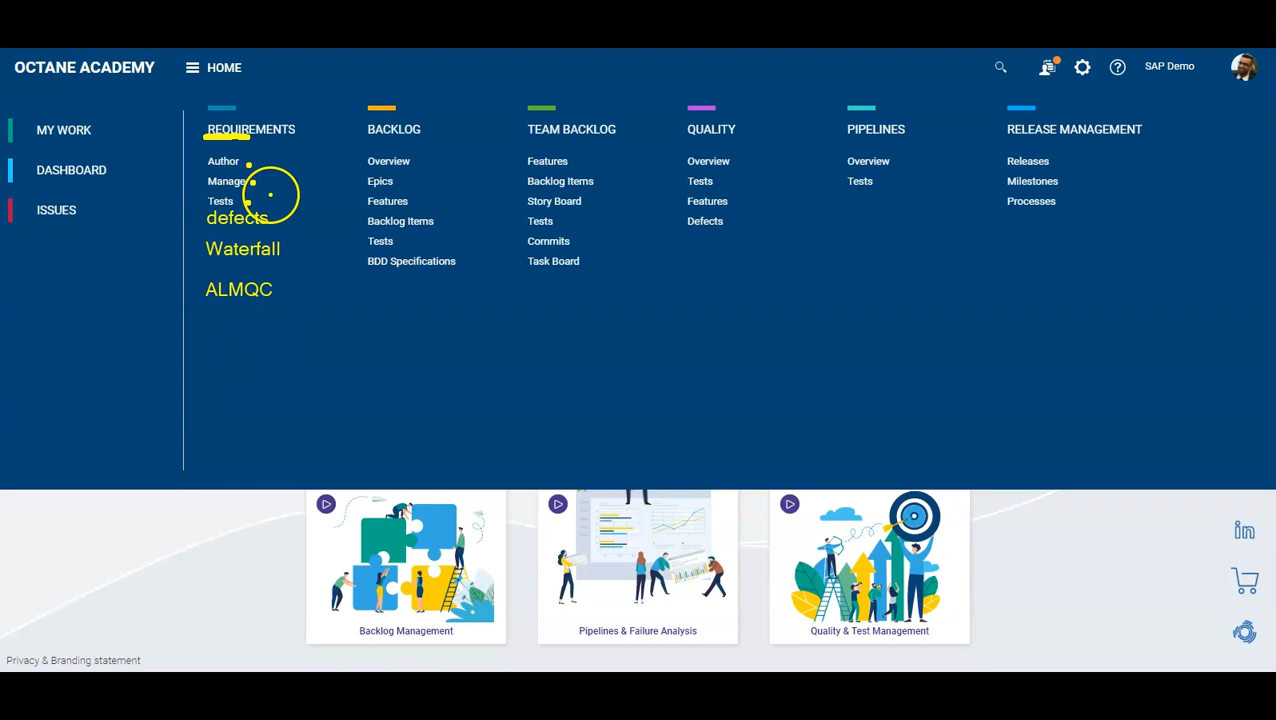 OCTANE ACADEMY HOME SAP Demo
MY WORK
DASHBOARD
ISSUES
REQUIREMENTS
Author
Manage
Tests
defects
Waterfall
ALMQC
BACKLOG
Overview
Epics
Features
Backlog Items
Tests
BDD Specifications
TEAM BACKLOG
Features
Backlog Items
Story Board
Tests
Commits
Task Board
QUALITY
Overview
Tests
Features
Defects
PIPELINES
Overview
Tests
RELEASE MANAGEMENT
Releases
Milestones
Processes
Backlog Management
Pipelines & Failure Analysis
Quality & Test Management
in
Privacy & Branding statement